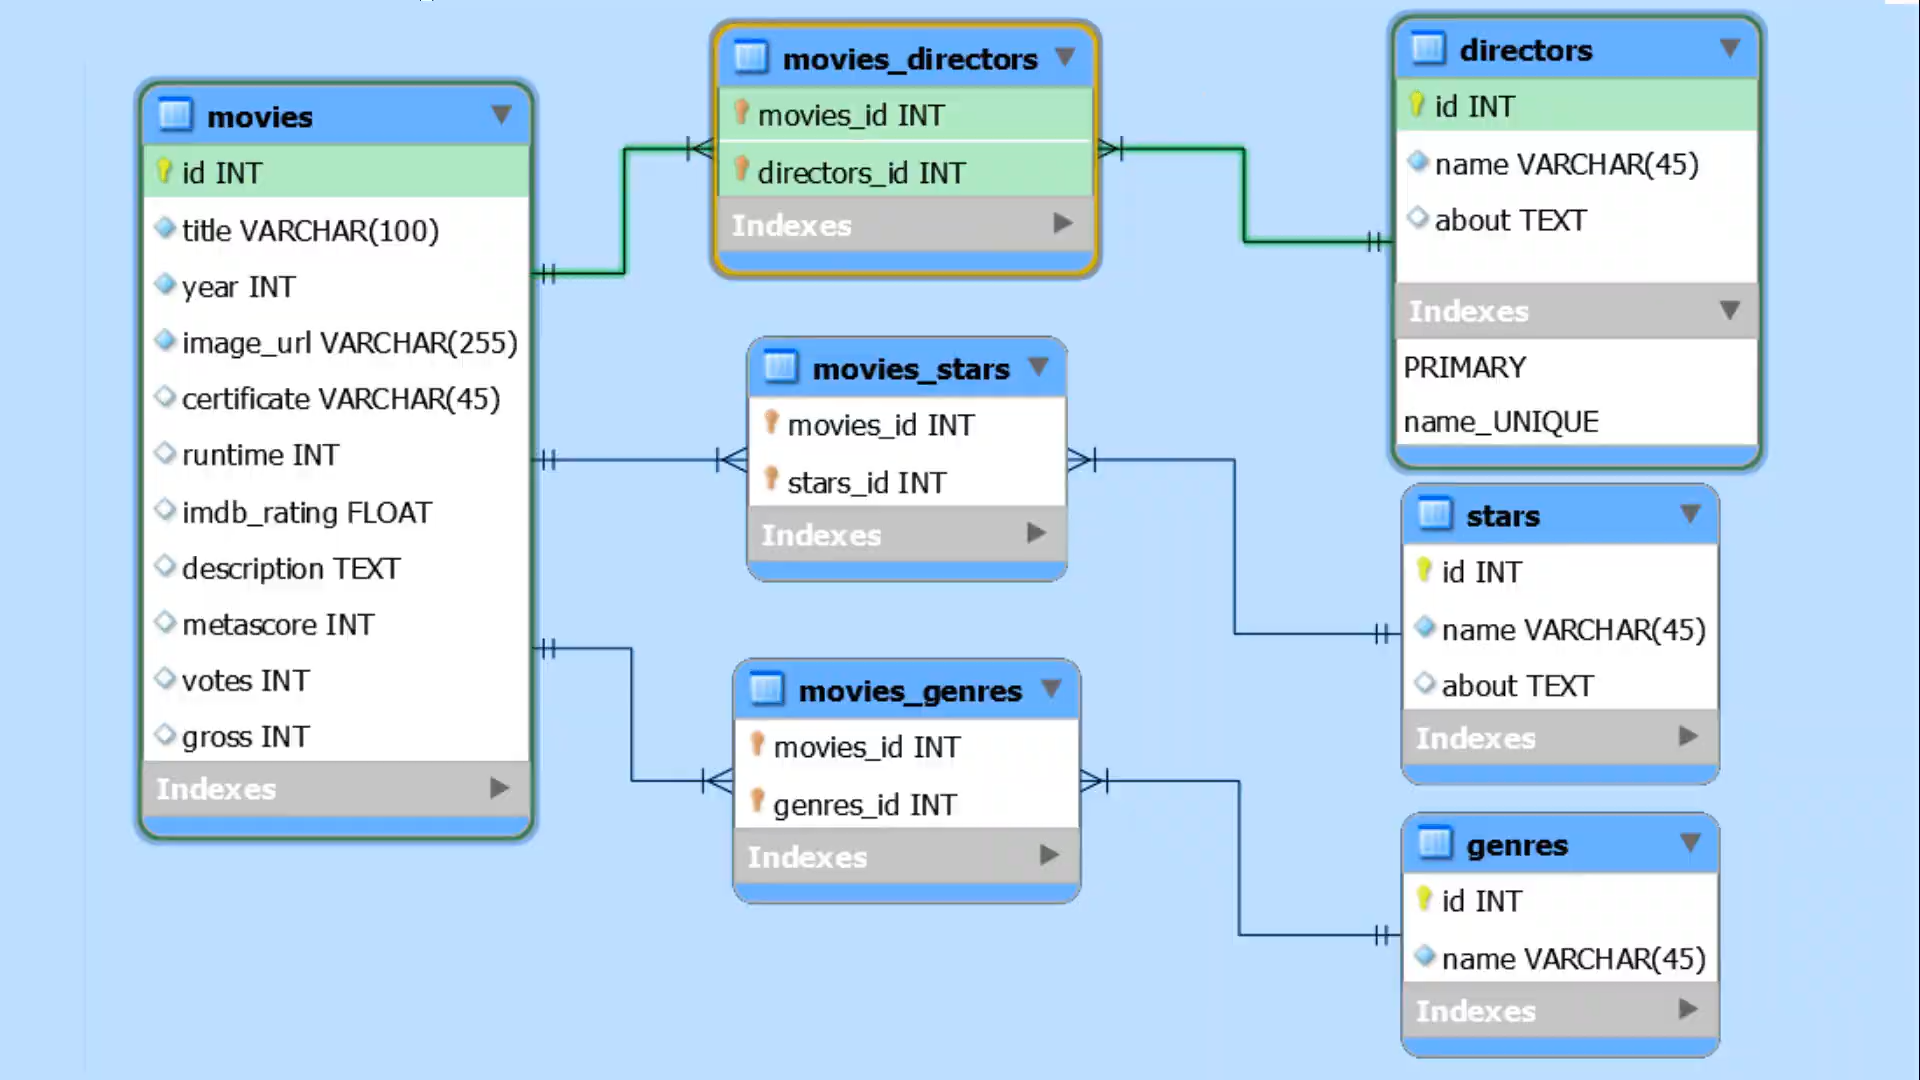 movies
id INT
title VARCHAR(100)
year INT
image_url VARCHAR(255)
certificate VARCHAR(45)
runtime INT
imdb_rating FLOAT
description TEXT
metascore INT
votes INT
gross INT
Indexes
movies_directors
movies_id INT
directors_id INT
Indexes
movies_stars
movies_id INT
stars_id INT
Indexes
movies_genres
movies_id INT
genres_id INT
Indexes
directors
id INT
name VARCHAR(45)
about TEXT
Indexes
PRIMARY
name_UNIQUE
stars
id INT
name VARCHAR(45)
about TEXT
Indexes
genres
id INT
name VARCHAR(45)
Indexes